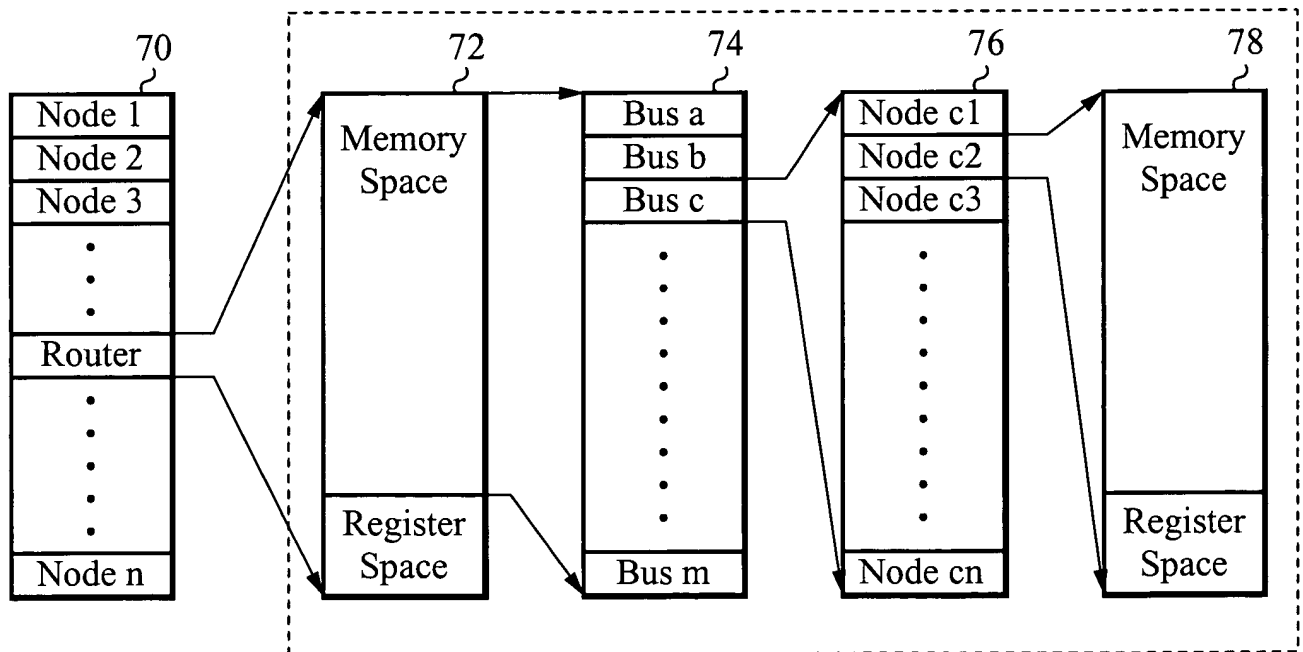 70
Node 1
Node 2
Node 3
Router
Node n
72
Memory
Space
Register
Space
74
Bus a
Bus b
Bus c
Bus m
76
Node c1
Node c2
Node c3
Node cn
78
Memory
Space
Register
Space